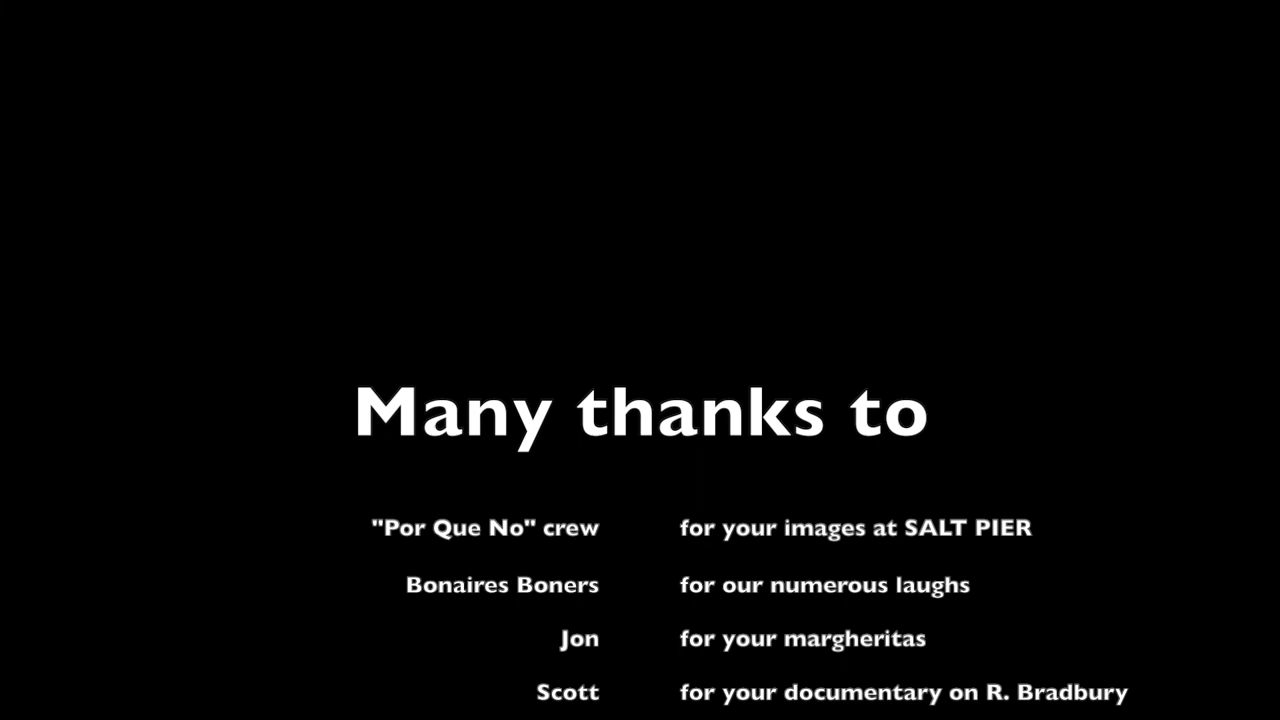 Many thanks to
"Por Que No" crew for your images at SALT PIER
Bonaires Boners for our numerous laughs
Jon for your margheritas
Scott for your documentary on R. Bradbury